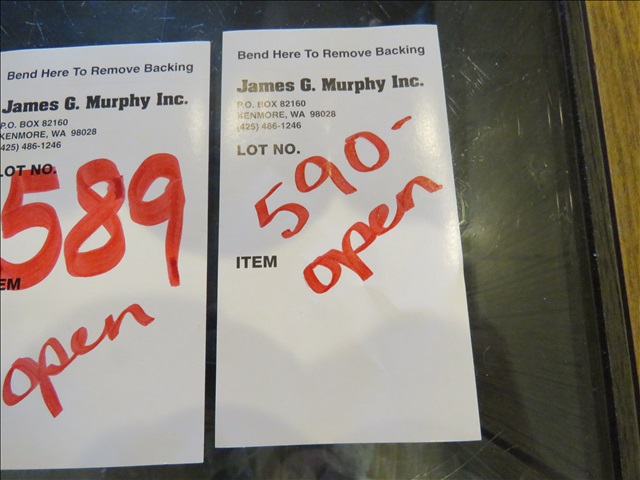 Bend Here To Remove Backing
James G. Murphy Inc.
P.O. BOX 82160
KENMORE, WA 98028
(425) 486-1246
LOT NO.
589
EM
open
Bend Here To Remove Backing
James G. Murphy Inc.
P.O. BOX 82160
KENMORE, WA 98028
(425) 486-1246
LOT NO.
590-
open
ITEM